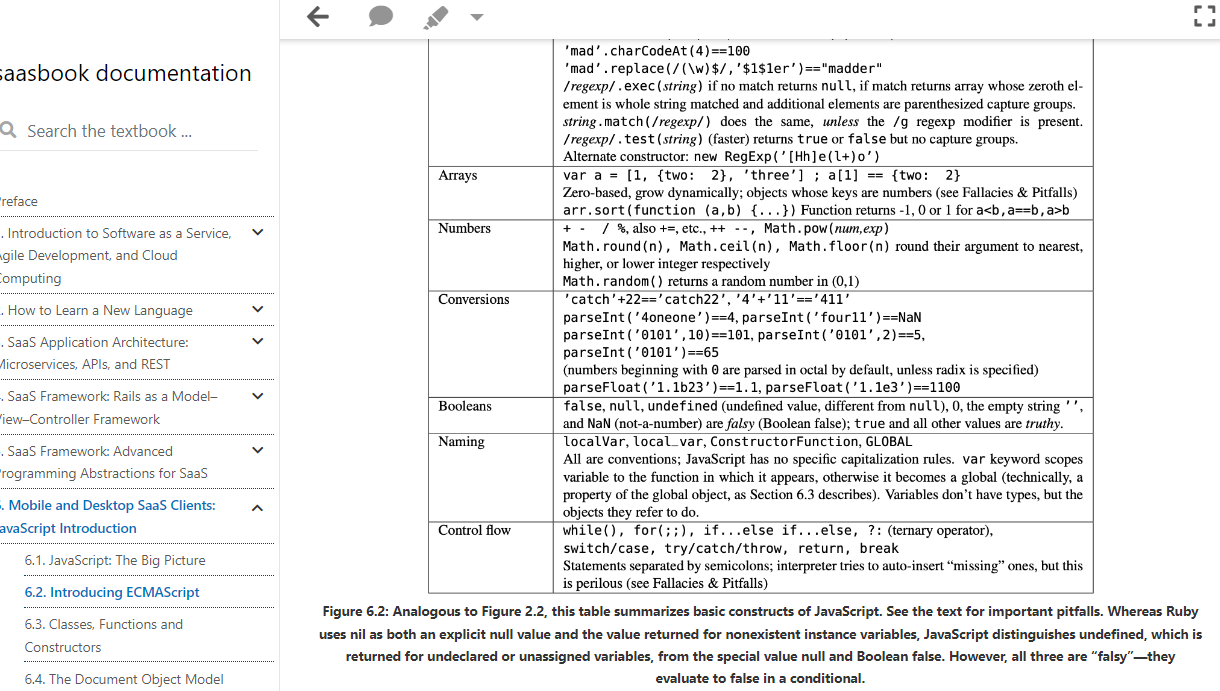 saasbook documentation
Search the textbook ...
reface
. Introduction to Software as a Service,
gile Development, and Cloud
omputing
. How to Learn a New Language
. SaaS Application Architecture:
Microservices, APIs, and REST
. SaaS Framework: Rails as a Model–
iew–Controller Framework
. SaaS Framework: Advanced
rogramming Abstractions for SaaS
. Mobile and Desktop SaaS Clients:
avaScript Introduction
6.1. JavaScript: The Big Picture
6.2. Introducing ECMAScript
6.3. Classes, Functions and
Constructors
6.4. The Document Object Model
'mad'.charCodeAt(4)==100
'mad'.replace(/(\w)$/,'$1$1er')=="madder"
/regexp/.exec(string) if no match returns null, if match returns array whose zeroth el-
ement is whole string matched and additional elements are parenthesized capture groups.
string.match(/regexp/) does the same, unless the /g regexp modifier is present.
/regexp/.test(string) (faster) returns true or false but no capture groups.
Alternate constructor: new RegExp('[Hh]e(l+)o')
Arrays
var a = [1, {two: 2}, 'three'] ; a[1] == {two: 2}
Zero-based, grow dynamically; objects whose keys are numbers (see Fallacies & Pitfalls)
arr.sort(function (a,b) {...}) Function returns -1, 0 or 1 for a<b,a==b,a>b
Numbers
+ - / %, also +=, etc., ++ --, Math.pow(num,exp)
Math.round(n), Math.ceil(n), Math.floor(n) round their argument to nearest,
higher, or lower integer respectively
Math.random() returns a random number in (0,1)
Conversions
'catch'+22=='catch22', '4'+'11'=='411'
parseInt('4oneone')==4, parseInt('four11')==NaN
parseInt('0101',10)==101, parseInt('0101',2)==5,
parseInt('0101')==65
(numbers beginning with 0 are parsed in octal by default, unless radix is specified)
parseFloat('1.1b23')==1.1, parseFloat('1.1e3')==1100
Booleans
false, null, undefined (undefined value, different from null), 0, the empty string '',
and NaN (not-a-number) are falsy (Boolean false); true and all other values are truthy.
Naming
localVar, local_var, ConstructorFunction, GLOBAL
All are conventions; JavaScript has no specific capitalization rules. var keyword scopes
variable to the function in which it appears, otherwise it becomes a global (technically, a
property of the global object, as Section 6.3 describes). Variables don't have types, but the
objects they refer to do.
Control flow
while(), for(;;), if...else if...else, ?: (ternary operator),
switch/case, try/catch/throw, return, break
Statements separated by semicolons; interpreter tries to auto-insert “missing” ones, but this
is perilous (see Fallacies & Pitfalls)
Figure 6.2: Analogous to Figure 2.2, this table summarizes basic constructs of JavaScript. See the text for important pitfalls. Whereas Ruby
uses nil as both an explicit null value and the value returned for nonexistent instance variables, JavaScript distinguishes undefined, which is
returned for undeclared or unassigned variables, from the special value null and Boolean false. However, all three are “falsy”—they
evaluate to false in a conditional.